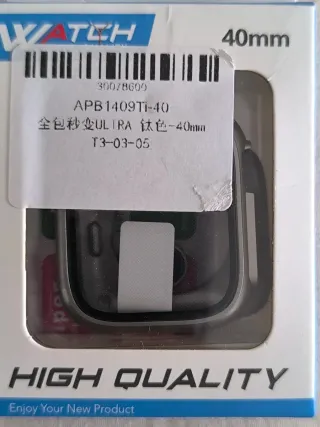 WATCH
40mm
30078600
APB1409Ti-40
全包秒变ULTRA 钛色-40mm
T3-03-05
HIGH QUALITY
Enjoy Your New Product